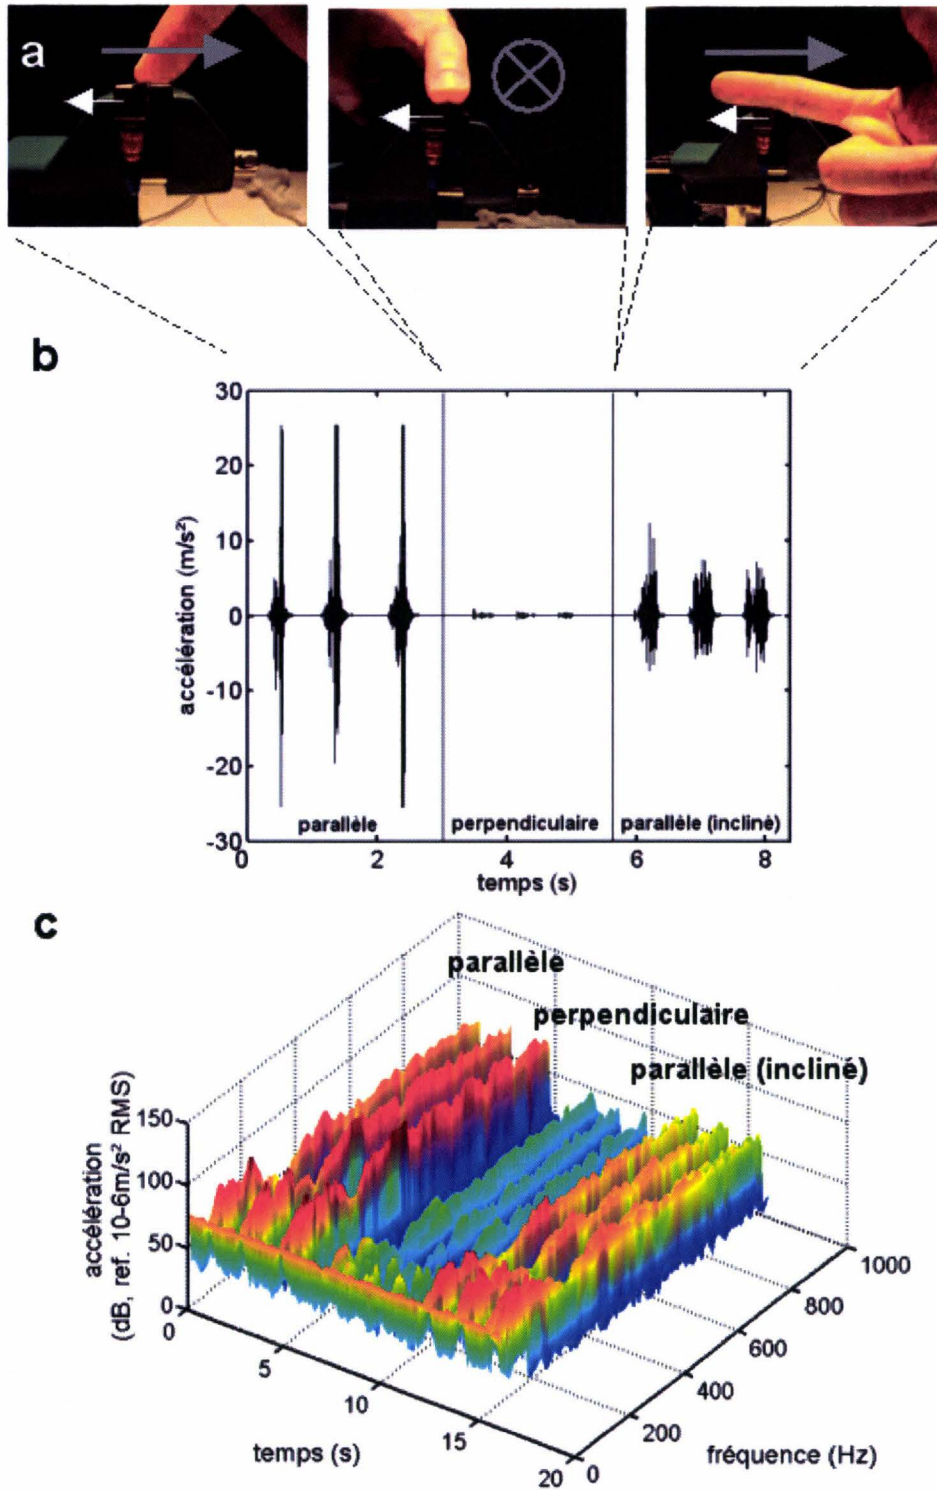 a
b
30
20
10
0
-10
-20
-30
accélération (m/s²)
parallèle
perpendiculaire
parallèle (incliné)
0
2
4
6
8
temps (s)
c
parallèle
perpendiculaire
parallèle (incliné)
150
100
50
0
accélération
(dB, ref. 10-6m/s² RMS)
0
5
10
15
20
temps (s)
0
200
400
600
800
1000
fréquence (Hz)